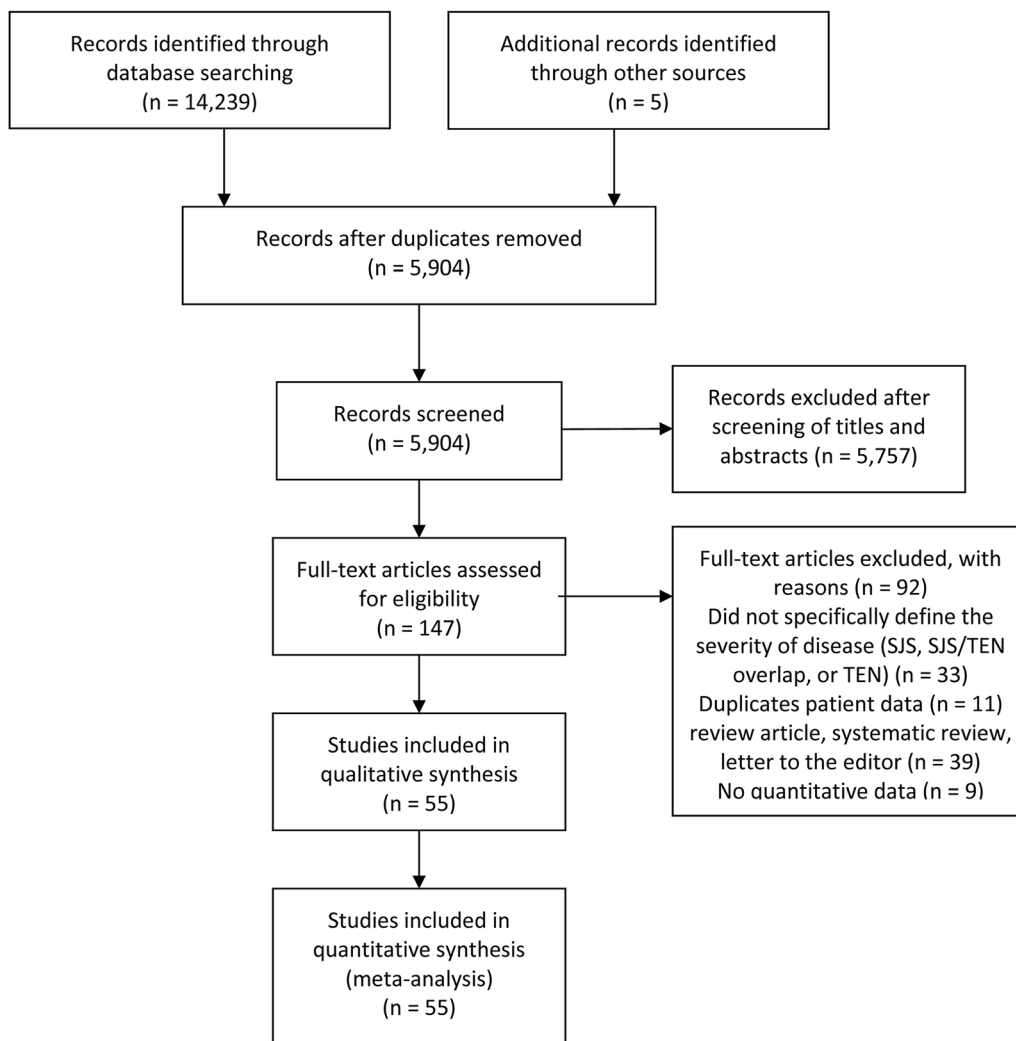 Records identified through
database searching
(n = 14,239)
Additional records identified
through other sources
(n = 5)
Records after duplicates removed
(n = 5,904)
Records screened
(n = 5,904)
Records excluded after
screening of titles and
abstracts (n = 5,757)
Full-text articles assessed
for eligibility
(n = 147)
Full-text articles excluded, with
reasons (n = 92)
Did not specifically define the
severity of disease (SJS, SJS/TEN
overlap, or TEN) (n = 33)
Duplicates patient data (n = 11)
review article, systematic review,
letter to the editor (n = 39)
No quantitative data (n = 9)
Studies included in
qualitative synthesis
(n = 55)
Studies included in
quantitative synthesis
(meta-analysis)
(n = 55)